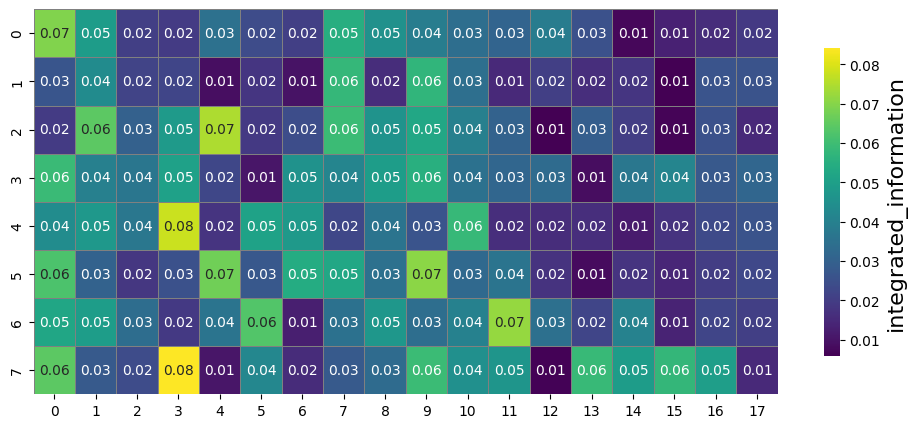 0 0.07 0.05 0.02 0.02 0.03 0.02 0.02 0.05 0.05 0.04 0.03 0.03 0.04 0.03 0.01 0.01 0.02 0.02
1 0.03 0.04 0.02 0.02 0.01 0.02 0.01 0.06 0.02 0.06 0.03 0.01 0.02 0.02 0.02 0.01 0.03 0.03
2 0.02 0.06 0.03 0.05 0.07 0.02 0.02 0.06 0.05 0.05 0.04 0.03 0.01 0.03 0.02 0.01 0.03 0.02
3 0.06 0.04 0.04 0.05 0.02 0.01 0.05 0.04 0.05 0.06 0.04 0.03 0.03 0.01 0.04 0.04 0.03 0.03
4 0.04 0.05 0.04 0.08 0.02 0.05 0.05 0.02 0.04 0.03 0.06 0.02 0.02 0.02 0.01 0.02 0.02 0.03
5 0.06 0.03 0.02 0.03 0.07 0.03 0.05 0.05 0.03 0.07 0.03 0.04 0.02 0.01 0.02 0.01 0.02 0.02
6 0.05 0.05 0.03 0.02 0.04 0.06 0.01 0.03 0.05 0.03 0.04 0.07 0.03 0.02 0.04 0.01 0.02 0.02
7 0.06 0.03 0.02 0.08 0.01 0.04 0.02 0.03 0.03 0.06 0.04 0.05 0.01 0.06 0.05 0.06 0.05 0.01
0 1 2 3 4 5 6 7 8 9 10 11 12 13 14 15 16 17
0.08
0.07
0.06
0.05
0.04
0.03
0.02
0.01
integrated_information